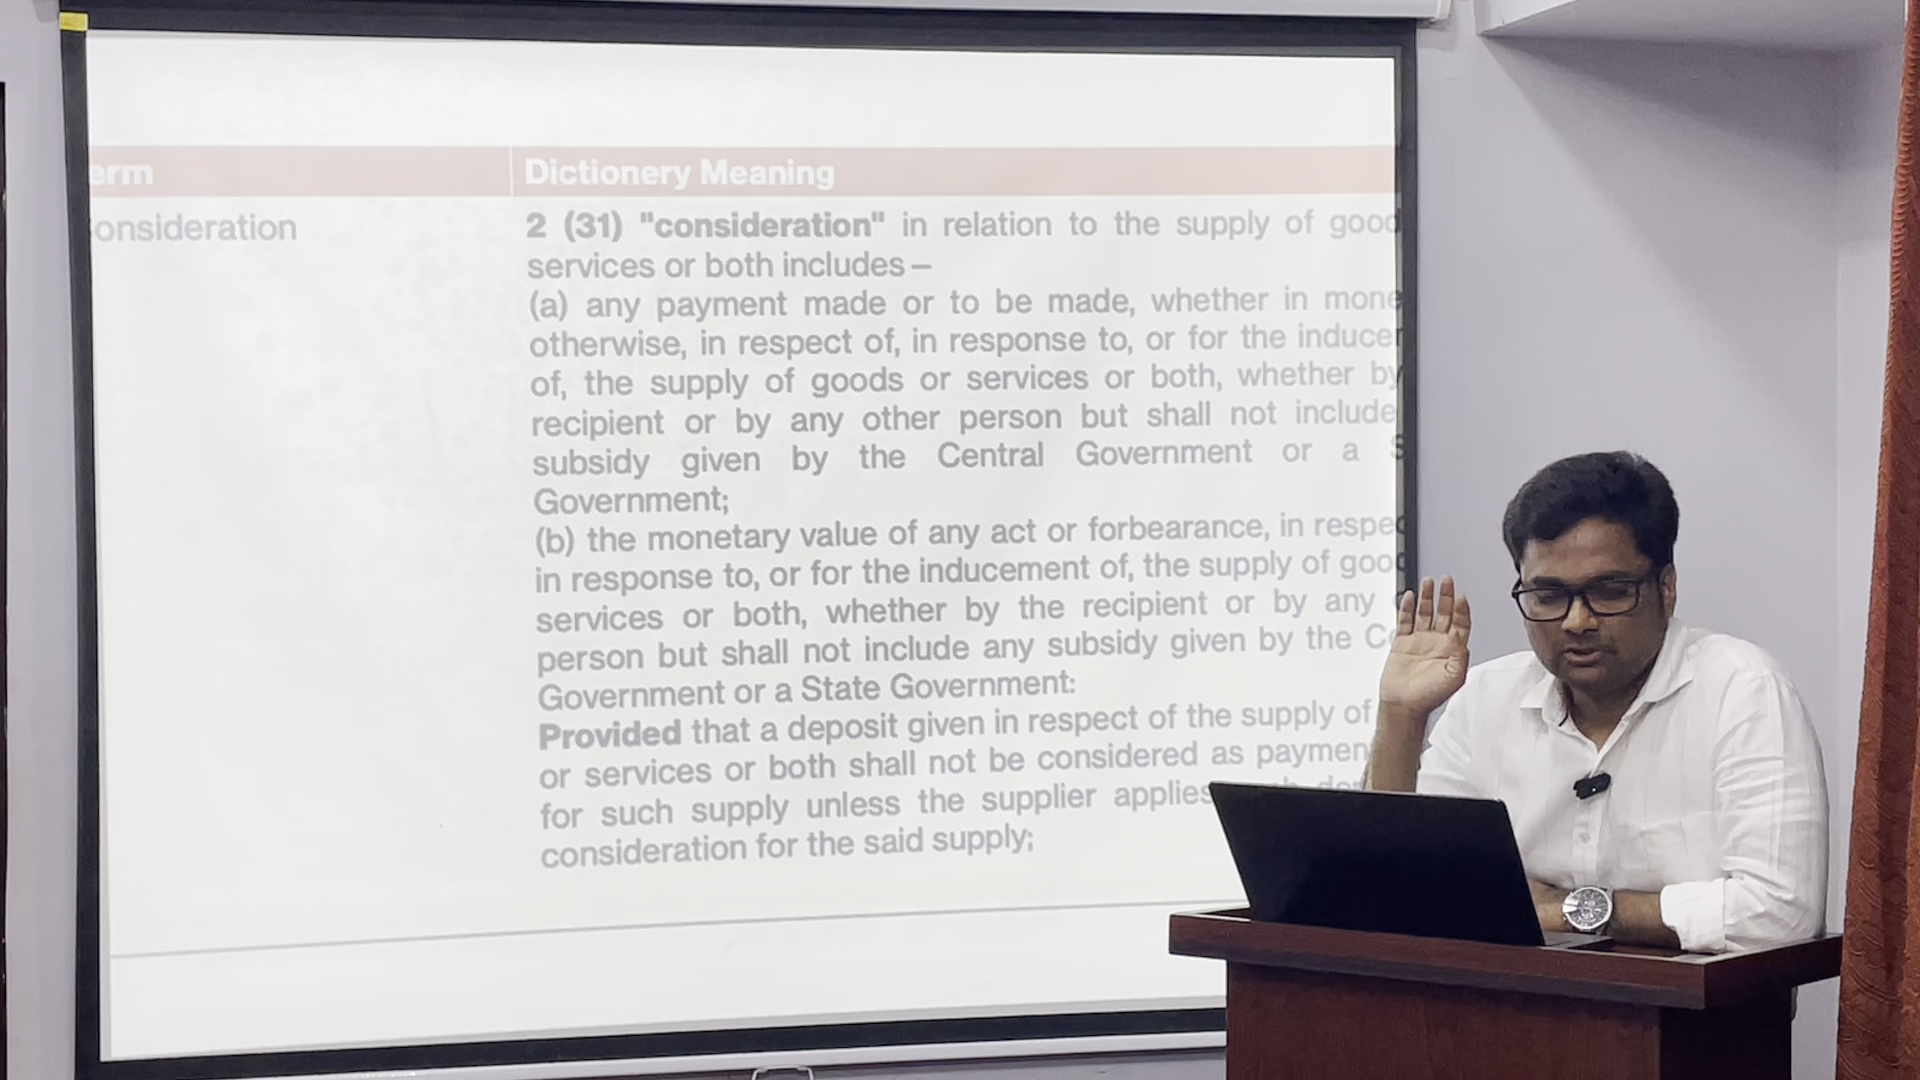 erm
Dictionery Meaning
onsideration
2 (31) "consideration" in relation to the supply of good
services or both includes –
(a) any payment made or to be made, whether in mone
otherwise, in respect of, in response to, or for the inducer
of, the supply of goods or services or both, whether by
recipient or by any other person but shall not include
subsidy given by the Central Government or a S
Government;
(b) the monetary value of any act or forbearance, in respec
in response to, or for the inducement of, the supply of good
services or both, whether by the recipient or by any
person but shall not include any subsidy given by the Ce
Government or a State Government:
Provided that a deposit given in respect of the supply of
or services or both shall not be considered as paymen
for such supply unless the supplier applies
consideration for the said supply;